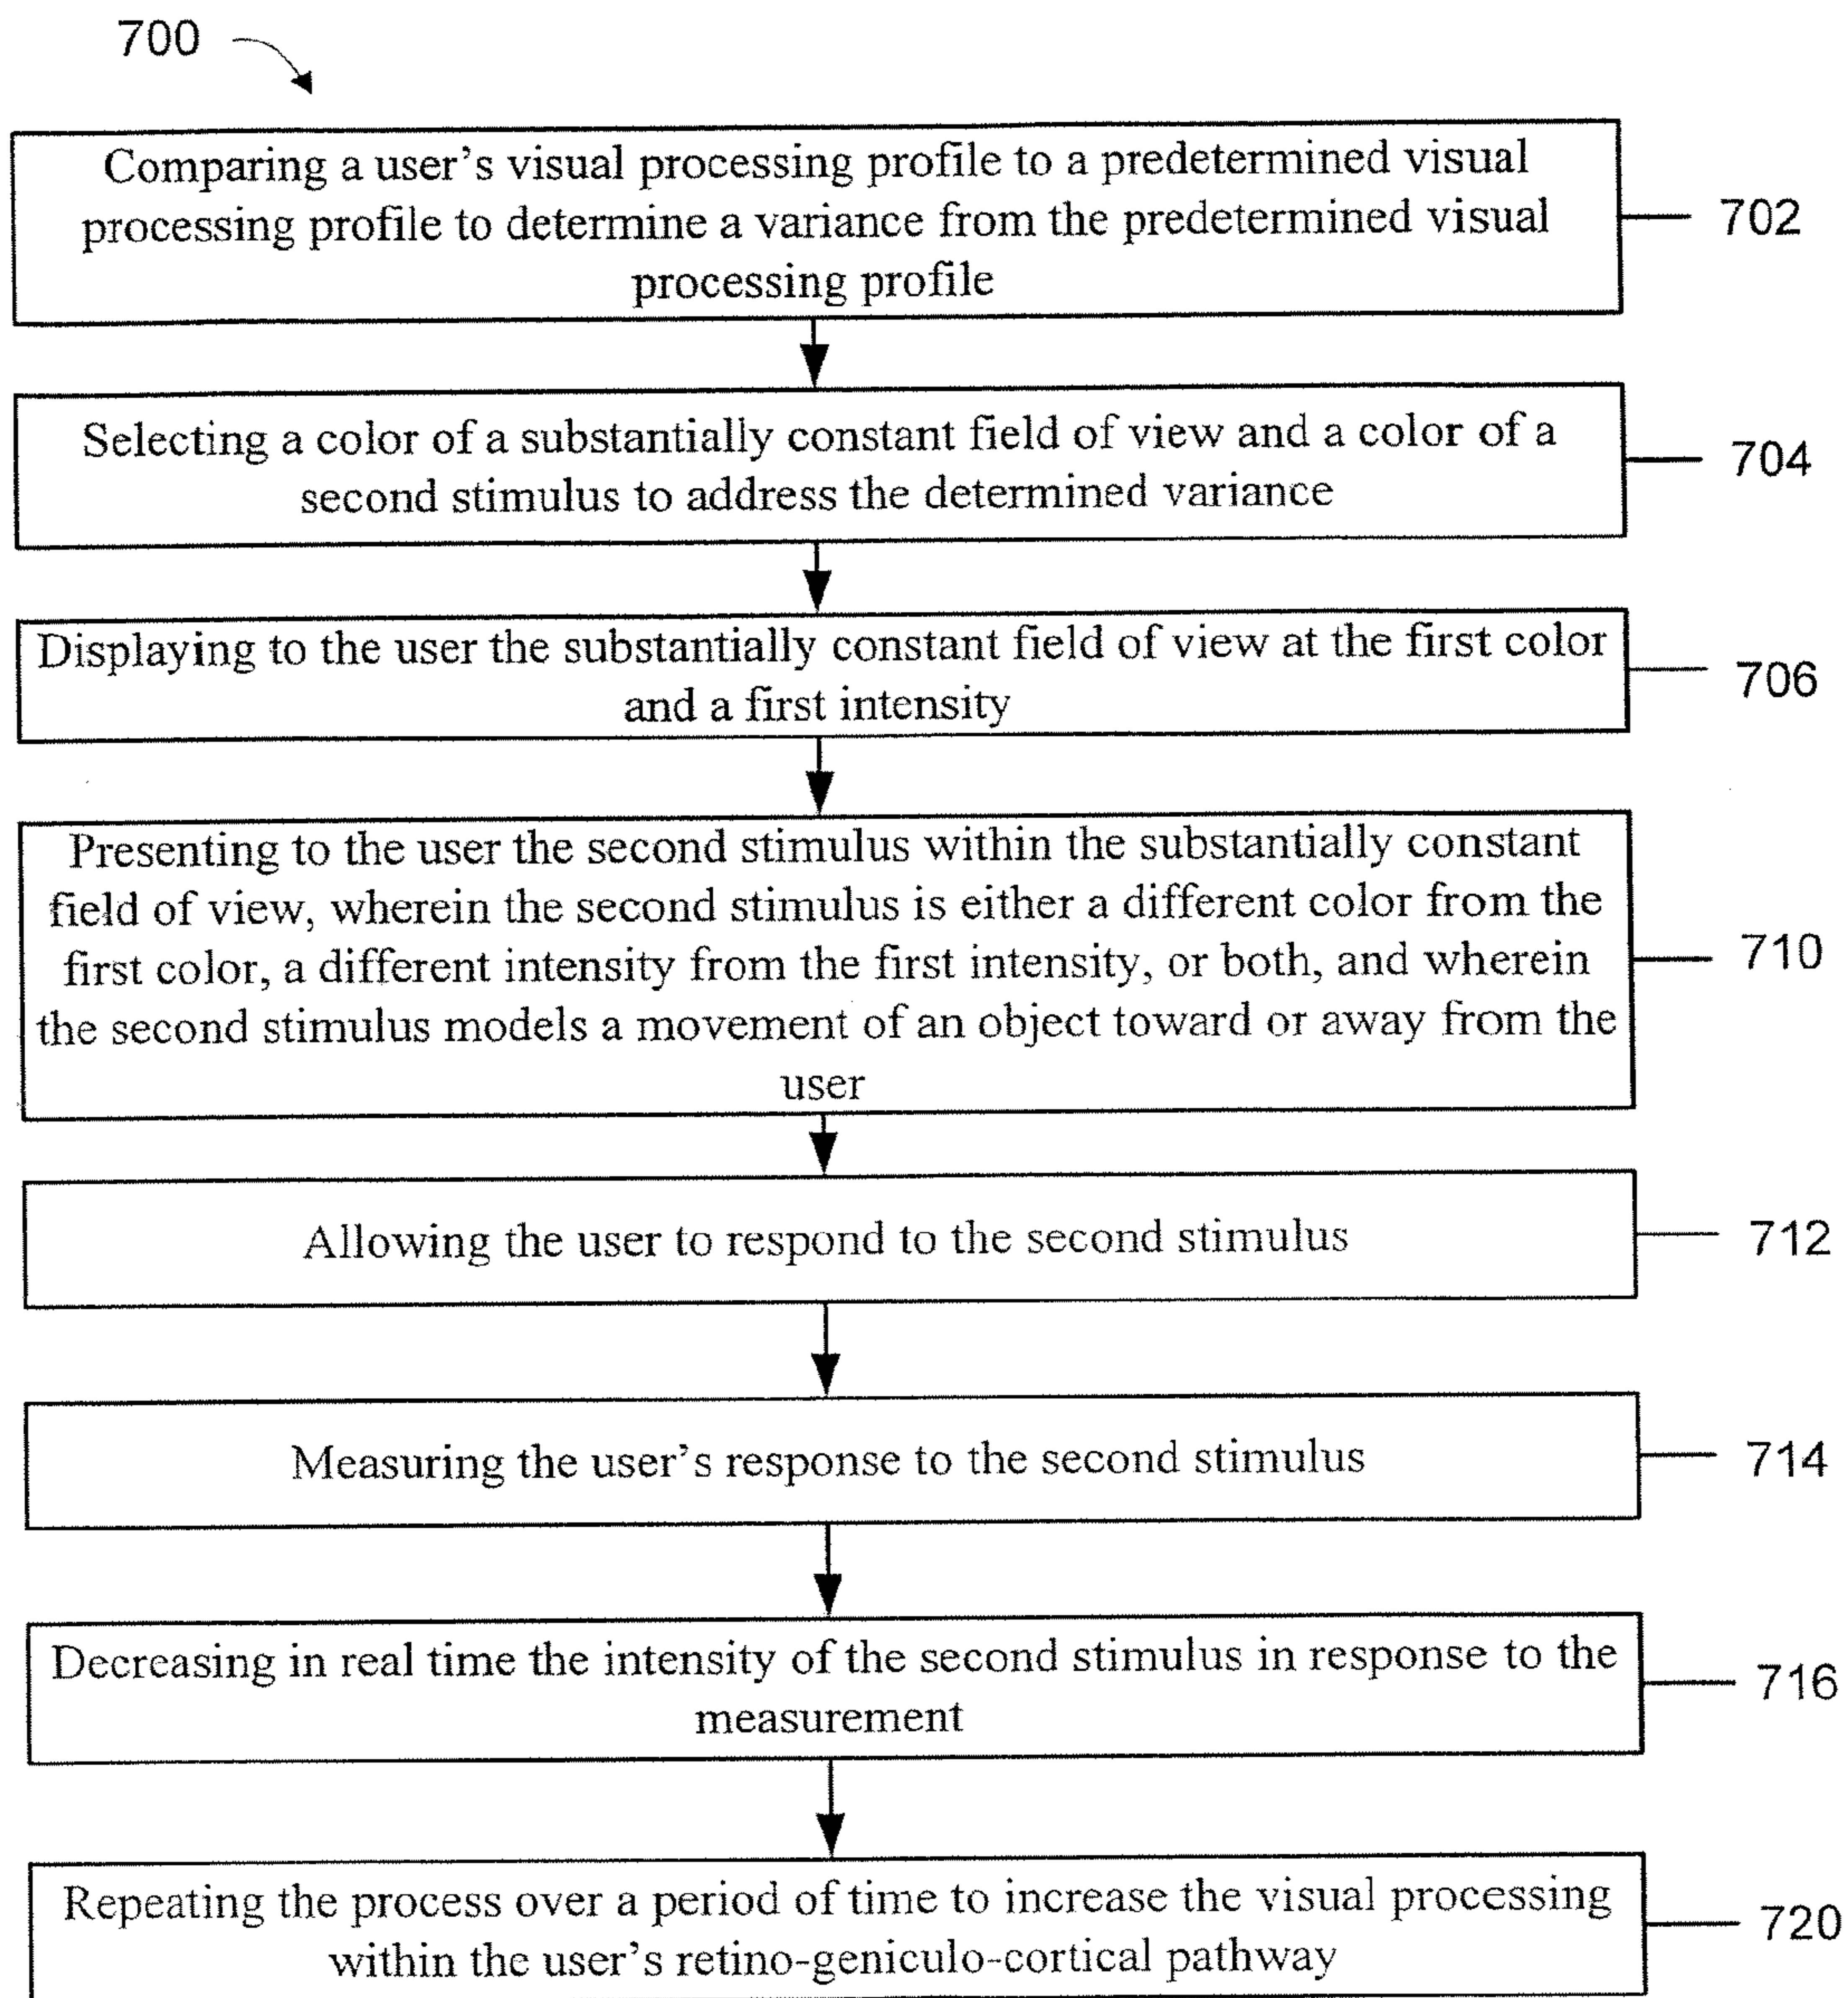 700
Comparing a user's visual processing profile to a predetermined visual
processing profile to determine a variance from the predetermined visual
processing profile
702
Selecting a color of a substantially constant field of view and a color of a
second stimulus to address the determined variance
704
Displaying to the user the substantially constant field of view at the first color
and a first intensity
706
Presenting to the user the second stimulus within the substantially constant
field of view, wherein the second stimulus is either a different color from the
first color, a different intensity from the first intensity, or both, and wherein
the second stimulus models a movement of an object toward or away from the
user
710
Allowing the user to respond to the second stimulus
712
Measuring the user's response to the second stimulus
714
Decreasing in real time the intensity of the second stimulus in response to the
measurement
716
Repeating the process over a period of time to increase the visual processing
within the user's retino-geniculo-cortical pathway
720